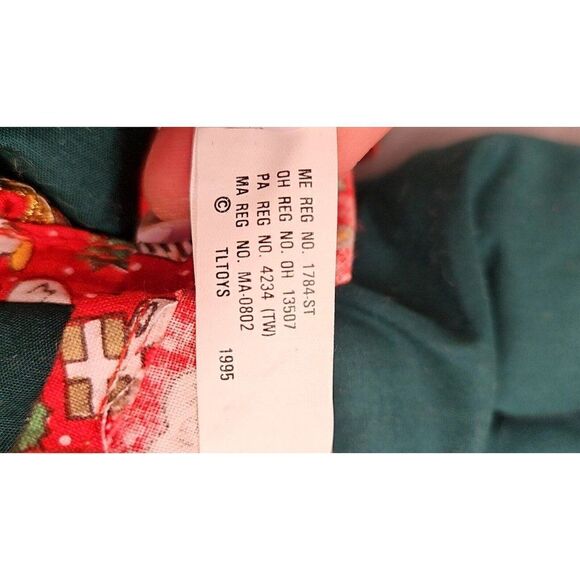 ME REG NO. 1784-ST
OH REG NO. OH 13507
PA REG NO. 4234 (TW)
MA REG NO. MA-0802
© TLTOYS 1995